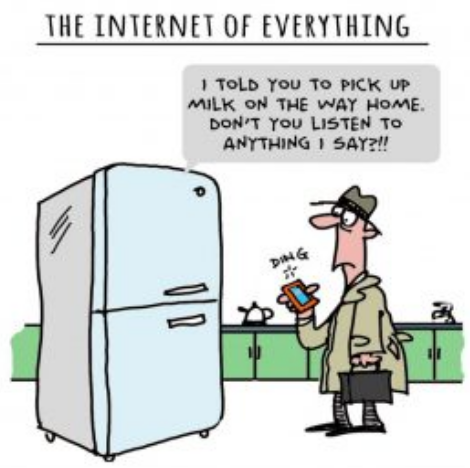 THE INTERNET OF EVERYTHING
I TOLD YOU TO PICK UP
MILK ON THE WAY HOME.
DON'T YOU LISTEN TO
ANYTHING I SAY?!!
DING